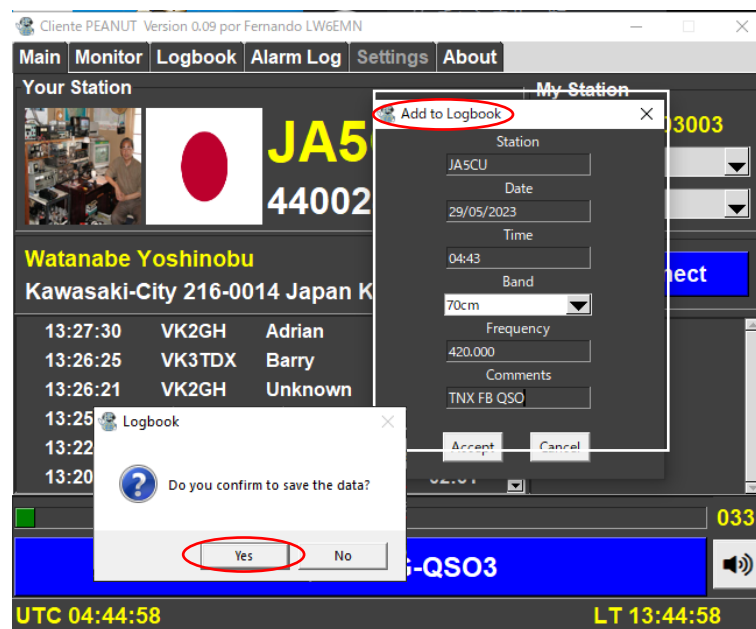 Cliente PEANUT Version 0.09 por Fernando LW6EMN
Main Monitor Logbook Alarm Log Settings About
Your Station
My Station
Add to Logbook
Station
JA5CU
Date
29/05/2023
Time
04:43
Band
70cm
Frequency
420.000
Comments
TNX FB QSO
Accept Cancel
JA5
44002
Watanabe Yoshinobu
Kawasaki-City 216-0014 Japan K
13:27:30 VK2GH Adrian
13:26:25 VK3TDX Barry
13:26:21 VK2GH Unknown
13:25
13:22
13:20
Logbook
Do you confirm to save the data?
Yes No
3003
nect
033
-QSO3
UTC 04:44:58
LT 13:44:58